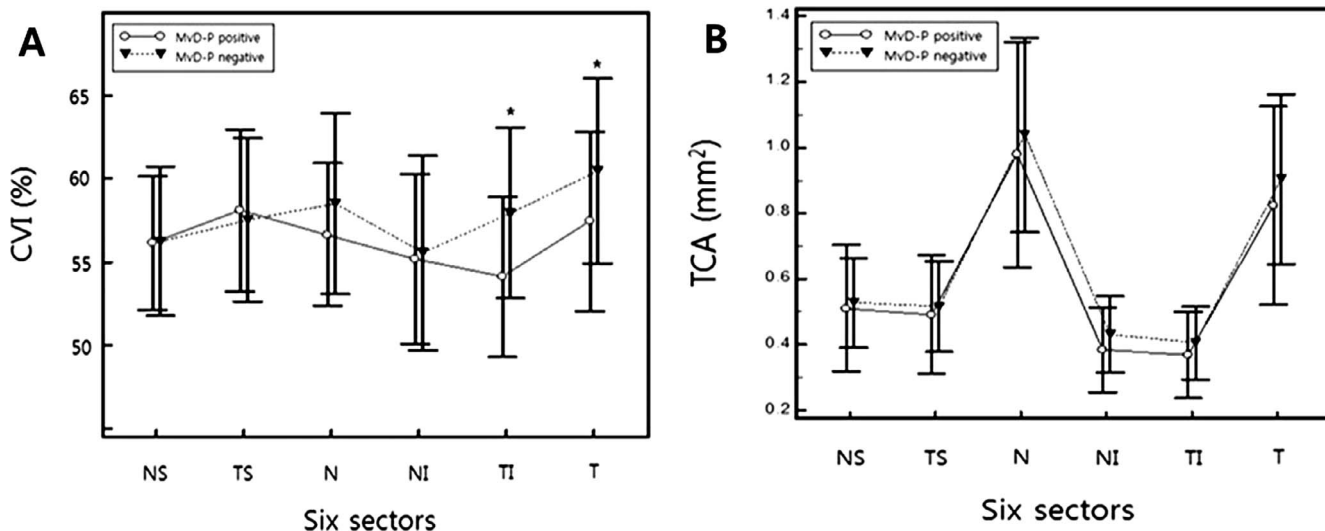 A
MvD-P positive
MvD-P negative
65
60
55
50
CVI (%)
*
*
NS TS N NI TI T
Six sectors
B
MvD-P positive
MvD-P negative
1.4
1.2
1.0
0.8
0.6
0.4
0.2
TCA (mm²)
NS TS N NI TI T
Six sectors